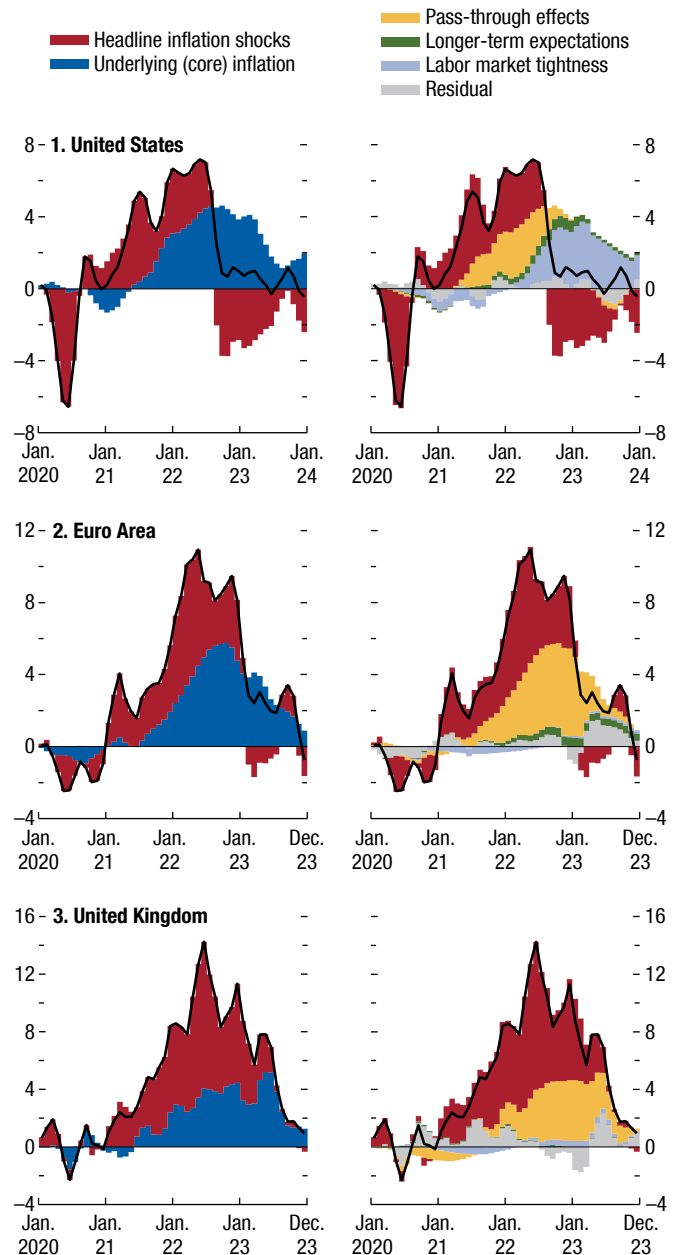 Headline inflation shocks
Underlying (core) inflation
Pass-through effects
Longer-term expectations
Labor market tightness
Residual
1. United States
8
4
0
–4
–8
8
4
0
–4
–8
Jan.
2020
Jan.
21
Jan.
22
Jan.
23
Jan.
24
Jan.
2020
Jan.
21
Jan.
22
Jan.
23
Jan.
24
2. Euro Area
12
8
4
0
–4
12
8
4
0
–4
Jan.
2020
Jan.
21
Jan.
22
Jan.
23
Dec.
23
Jan.
2020
Jan.
21
Jan.
22
Jan.
23
Dec.
23
3. United Kingdom
16
12
8
4
0
–4
16
12
8
4
0
–4
Jan.
2020
Jan.
21
Jan.
22
Jan.
23
Dec.
23
Jan.
2020
Jan.
21
Jan.
22
Jan.
23
Dec.
23